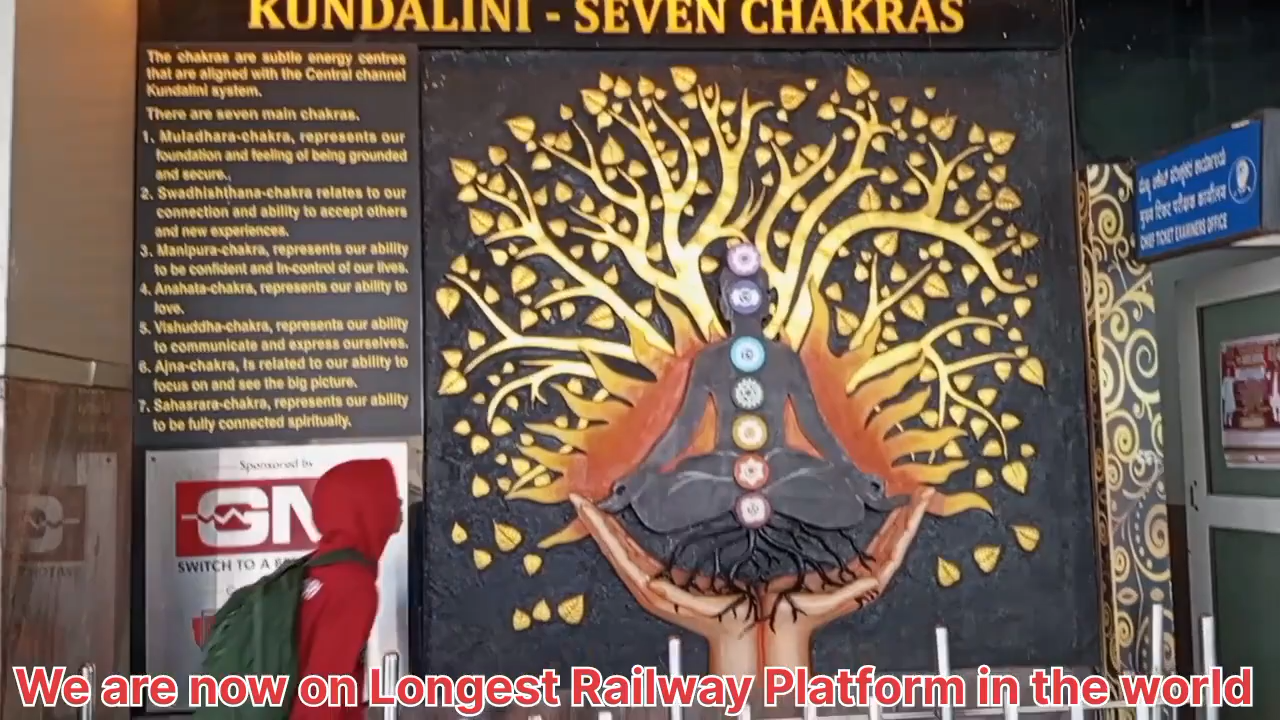 KUNDALINI - SEVEN CHAKRAS
The chakras are subtle energy centres
that are aligned with the Central channel
Kundalini system.
There are seven main chakras.
1. Muladhara-chakra, represents our
foundation and feeling of being grounded
and secure.
2. Swadhishthana-chakra relates to our
connection and ability to accept others
and new experiences.
3. Manipura-chakra, represents our ability
to be confident and In-control of our lives.
4. Anahata-chakra, represents our ability to
love.
5. Vishuddha-chakra, represents our ability
to communicate and express ourselves.
6. Ajna-chakra, Is related to our ability to
focus on and see the big picture.
7. Sahasrara-chakra, represents our ability
to be fully connected spiritually.
Sponsored by
GM
SWITCH TO A
मुख्य टिकट परीक्षक कार्यालय
CHIEF TICKET EXAMINERS OFFICE
We are now on Longest Railway Platform in the world